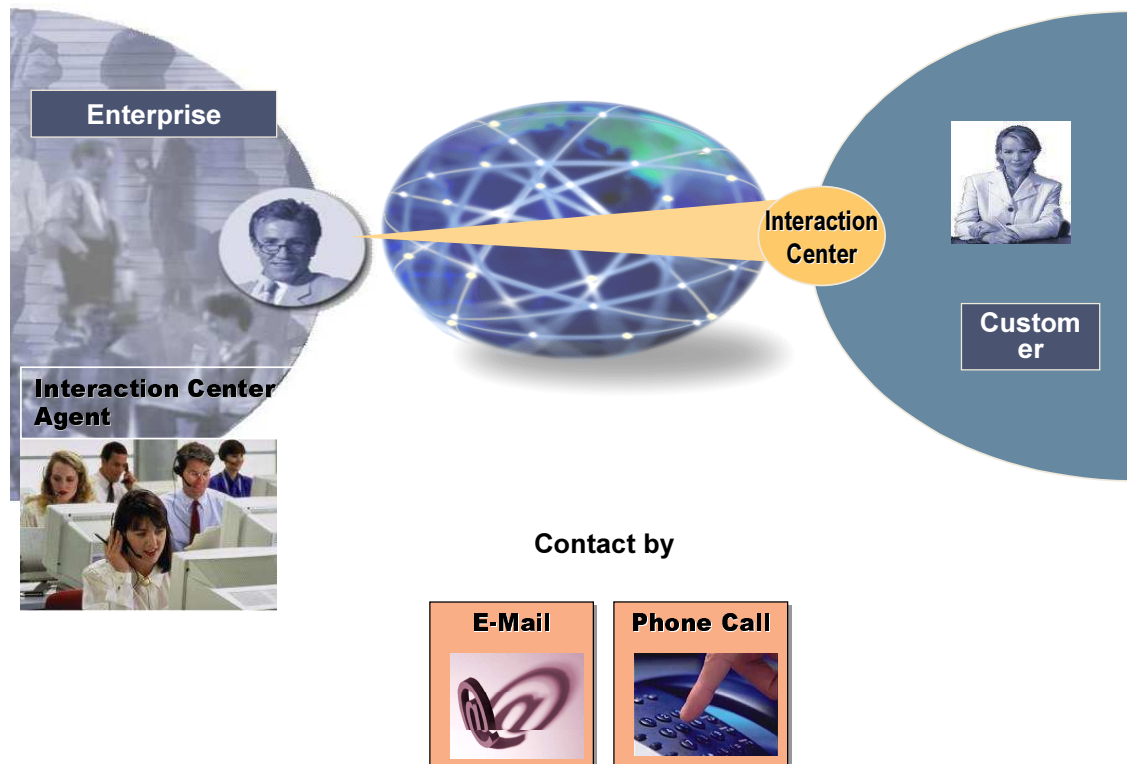 Enterprise
Interaction
Center
Custom
er
Interaction Center
Agent
Contact by
E-Mail
Phone Call